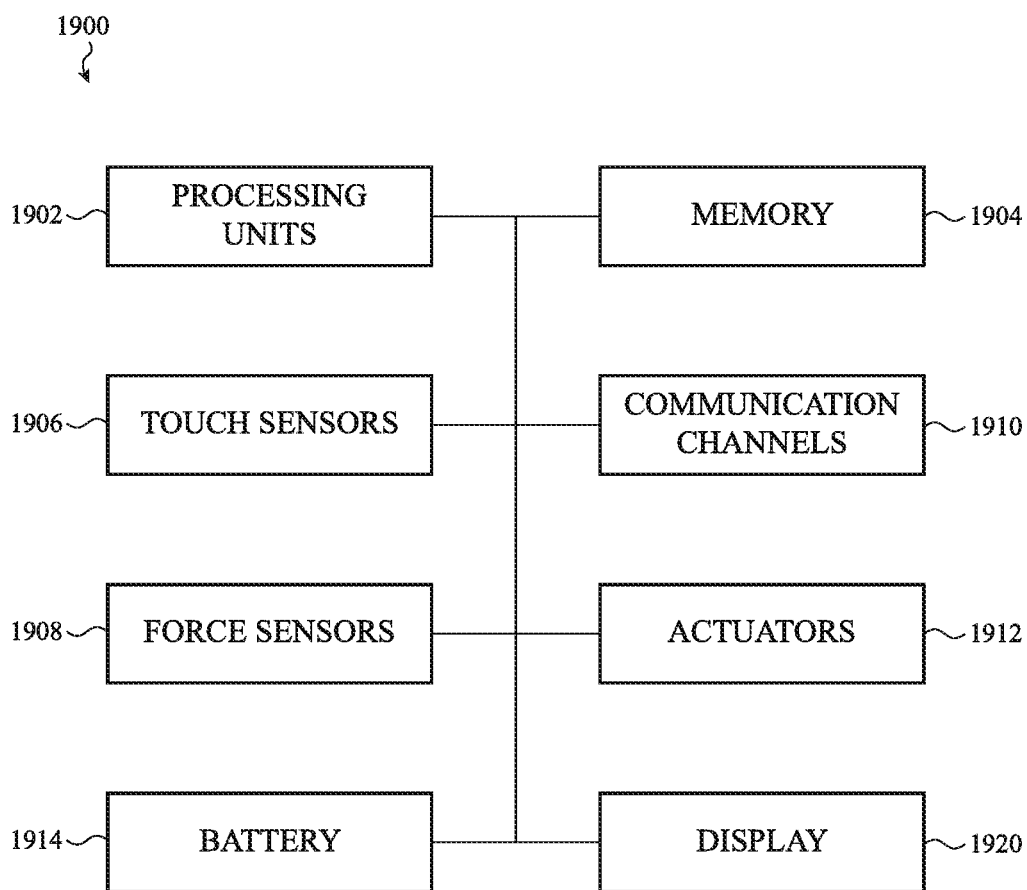 1900
1902
PROCESSING
UNITS
MEMORY
1904
1906
TOUCH SENSORS
COMMUNICATION
CHANNELS
1910
1908
FORCE SENSORS
ACTUATORS
1912
1914
BATTERY
DISPLAY
1920